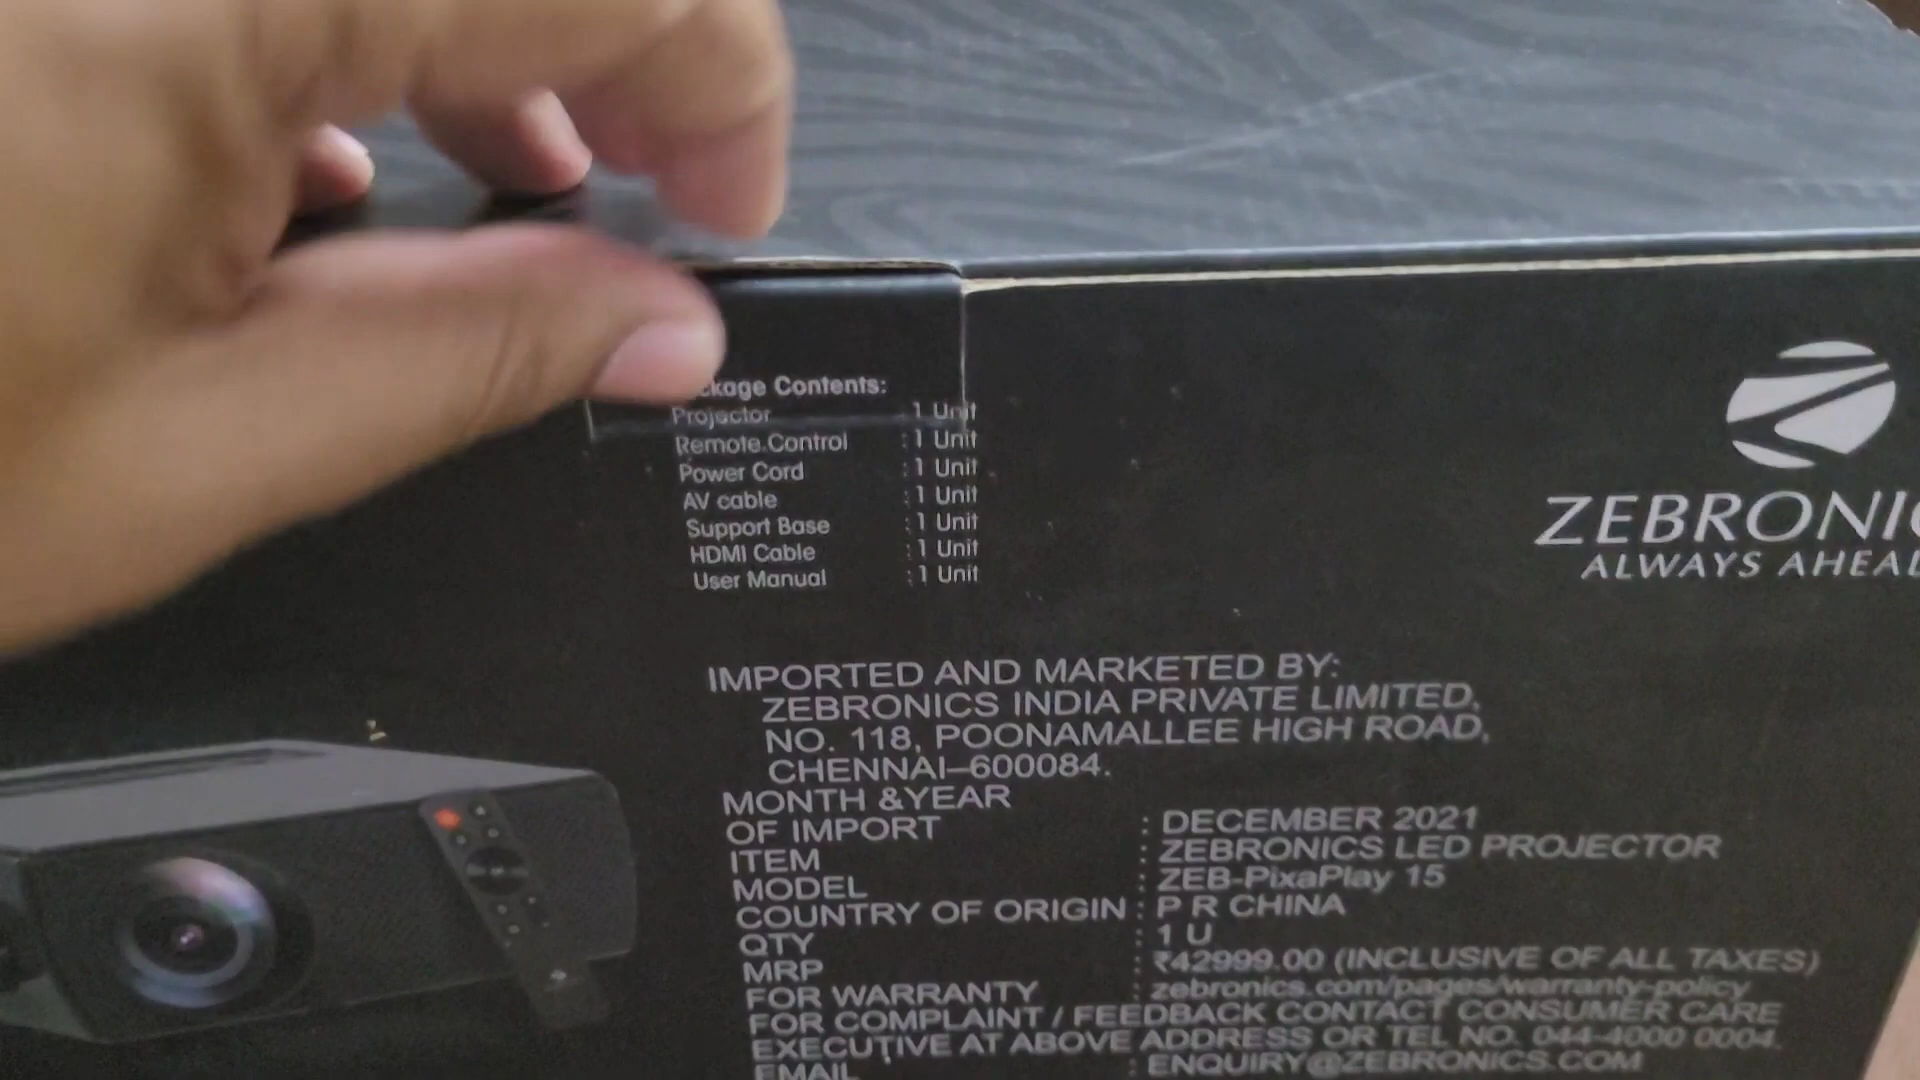 ckage Contents:
Projector 1 Unit
Remote Control : 1 Unit
Power Cord : 1 Unit
AV cable : 1 Unit
Support Base : 1 Unit
HDMI Cable : 1 Unit
User Manual : 1 Unit
ZEBRONIC
ALWAYS AHEAD
IMPORTED AND MARKETED BY:
ZEBRONICS INDIA PRIVATE LIMITED,
NO. 118, POONAMALLEE HIGH ROAD,
CHENNAI–600084.
MONTH &YEAR
OF IMPORT : DECEMBER 2021
ITEM : ZEBRONICS LED PROJECTOR
MODEL : ZEB-PixaPlay 15
COUNTRY OF ORIGIN : P R CHINA
QTY : 1 U
MRP : ₹42999.00 (INCLUSIVE OF ALL TAXES)
FOR WARRANTY : zebronics.com/pages/warranty-policy
FOR COMPLAINT / FEEDBACK CONTACT CONSUMER CARE
EXECUTIVE AT ABOVE ADDRESS OR TEL NO. 044-4000 0004.
EMAIL : ENQUIRY@ZEBRONICS.COM